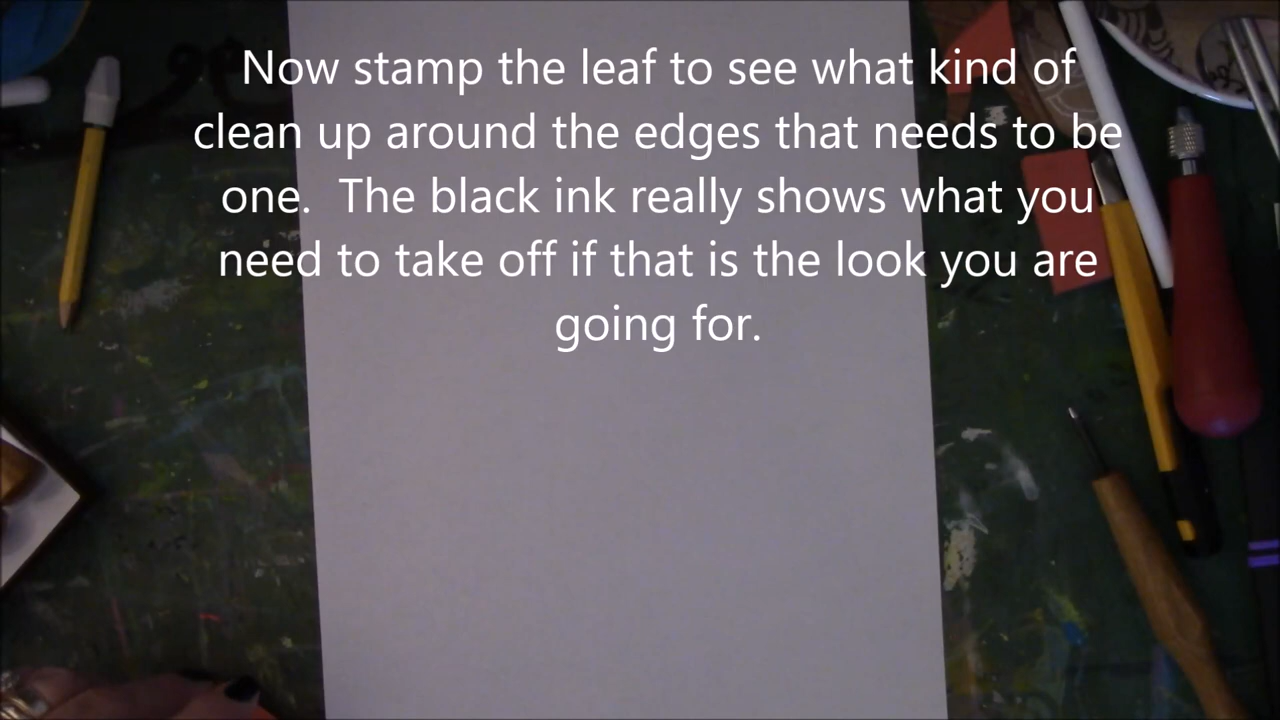 Now stamp the leaf to see what kind of
clean up around the edges that needs to be
one.  The black ink really shows what you
need to take off if that is the look you are
going for.